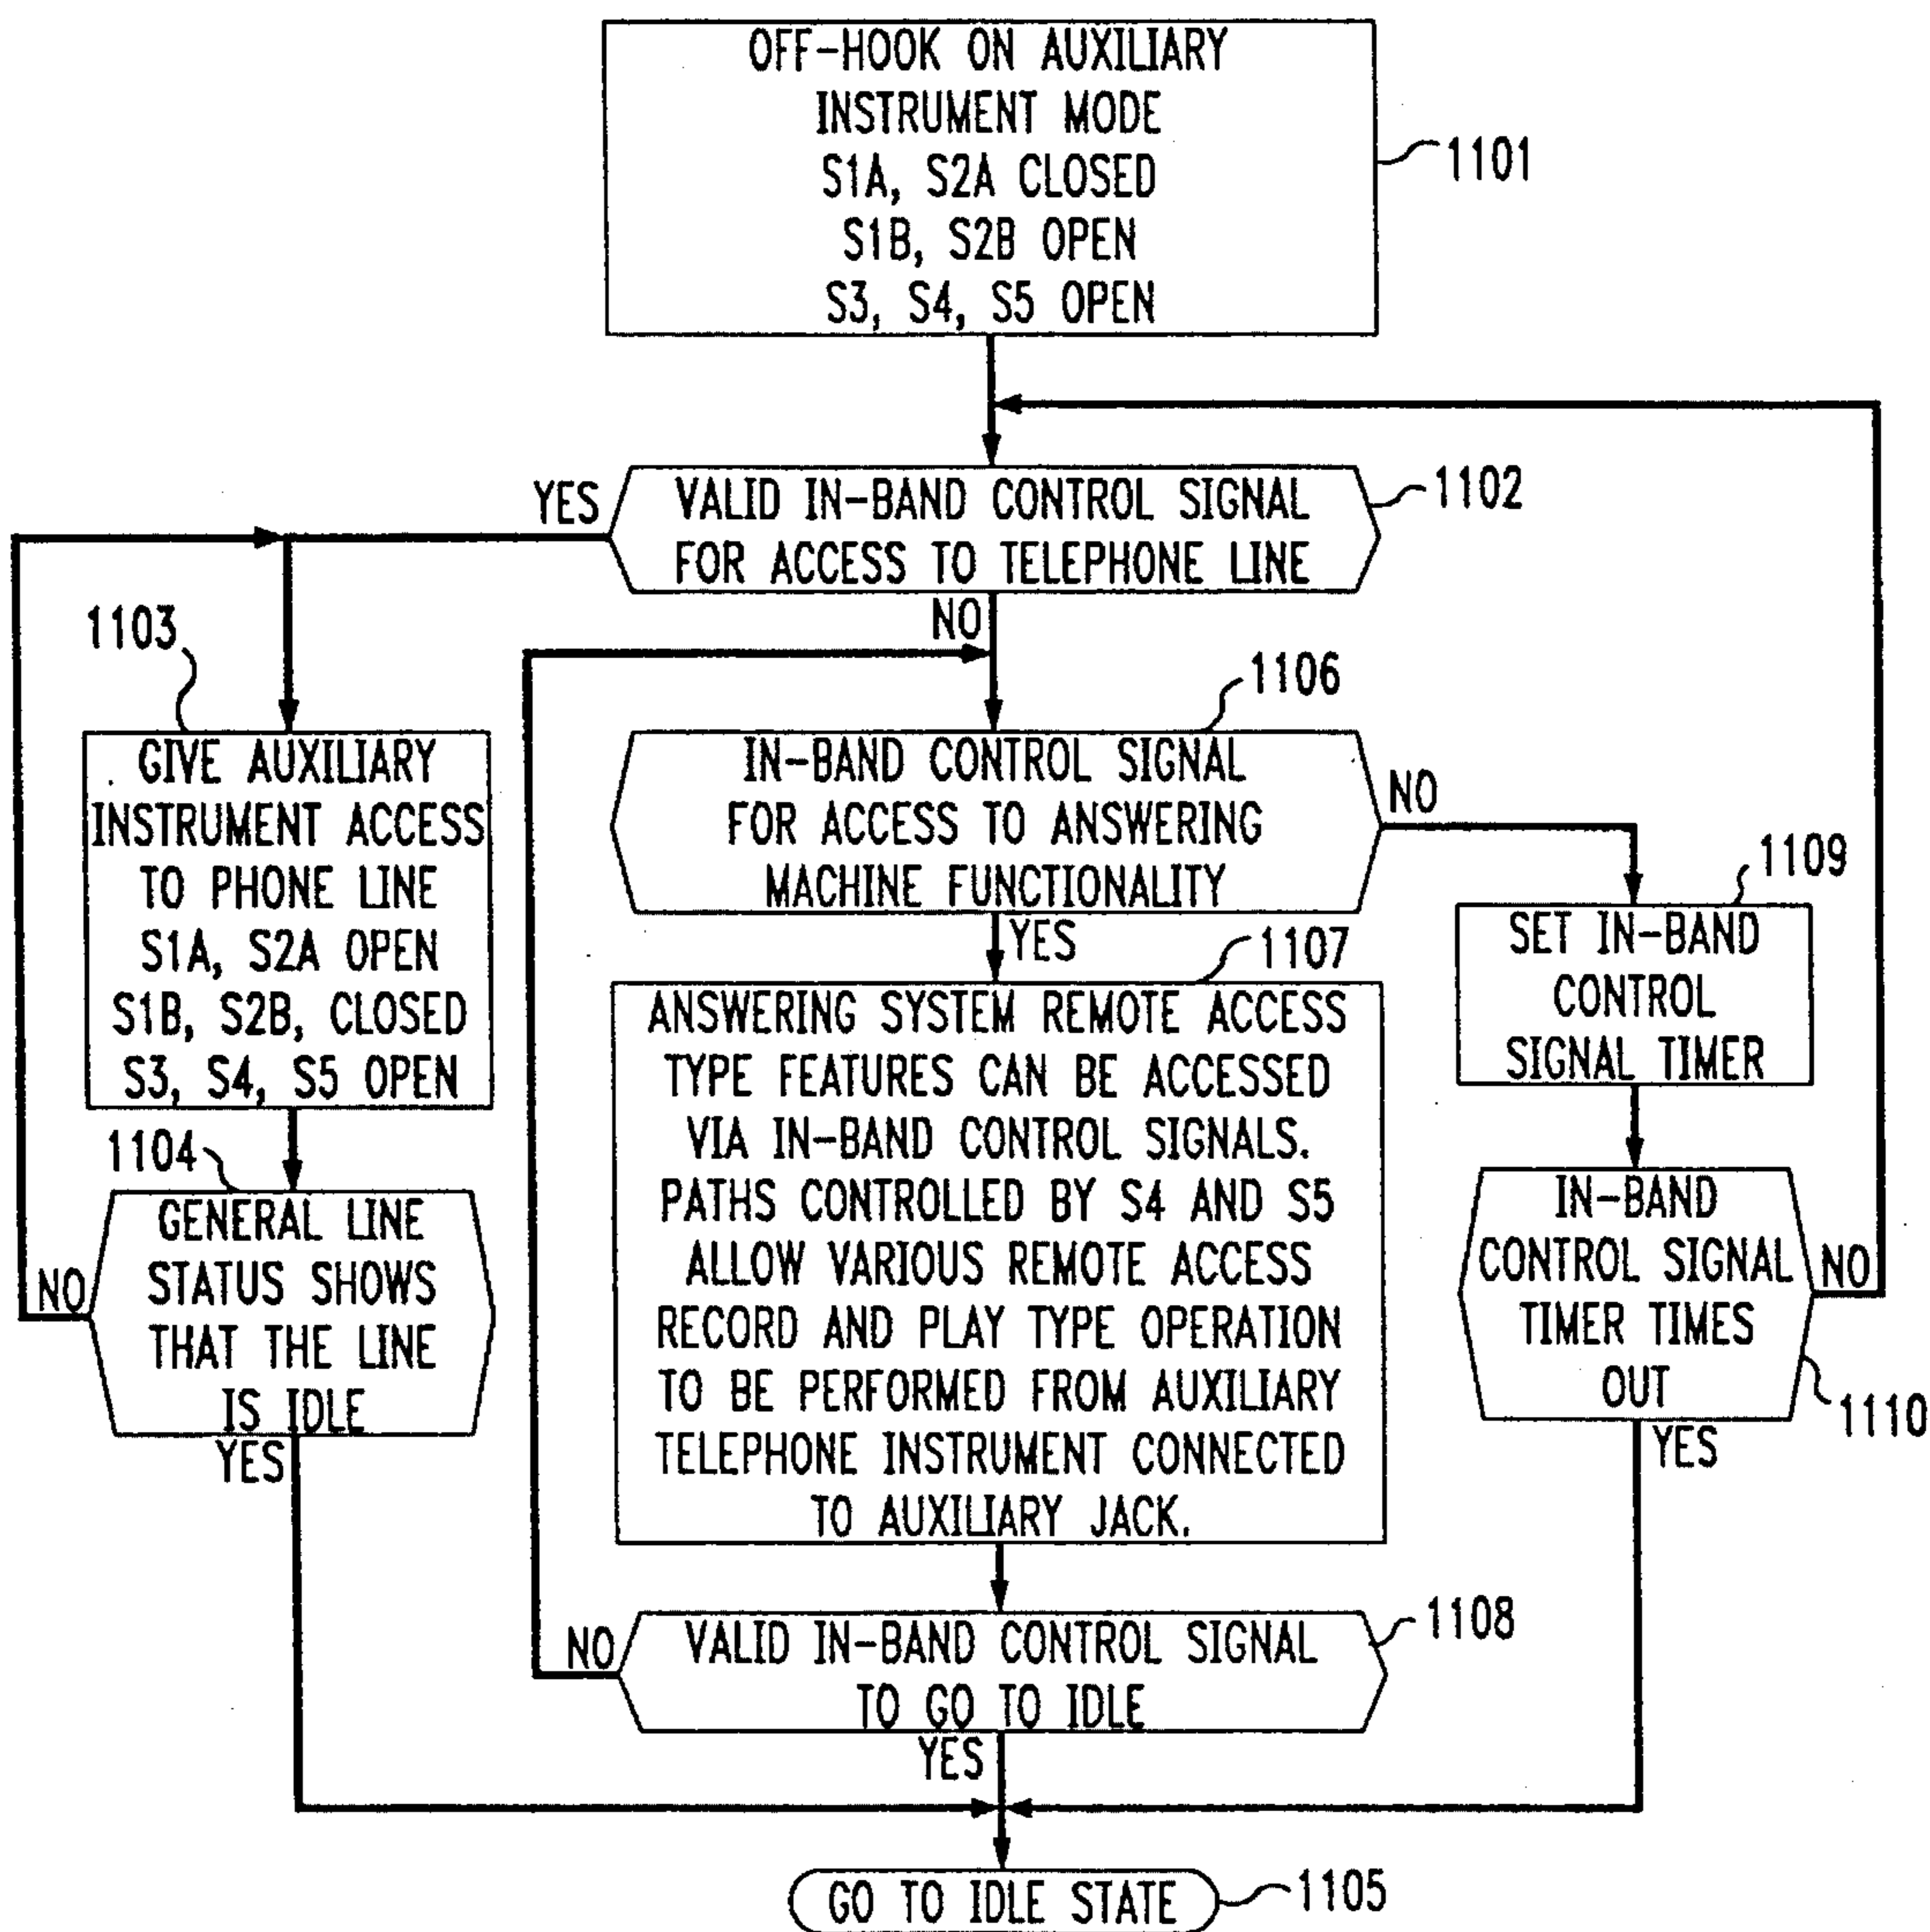 OFF-HOOK ON AUXILIARY
INSTRUMENT MODE
S1A, S2A CLOSED
S1B, S2B OPEN
S3, S4, S5 OPEN
1101
YES
VALID IN-BAND CONTROL SIGNAL
FOR ACCESS TO TELEPHONE LINE
1102
NO
1103
GIVE AUXILIARY
INSTRUMENT ACCESS
TO PHONE LINE
S1A, S2A OPEN
S1B, S2B, CLOSED
S3, S4, S5 OPEN
1104
GENERAL LINE
STATUS SHOWS
THAT THE LINE
IS IDLE
NO
YES
1106
IN-BAND CONTROL SIGNAL
FOR ACCESS TO ANSWERING
MACHINE FUNCTIONALITY
NO
YES
1107
ANSWERING SYSTEM REMOTE ACCESS
TYPE FEATURES CAN BE ACCESSED
VIA IN-BAND CONTROL SIGNALS.
PATHS CONTROLLED BY S4 AND S5
ALLOW VARIOUS REMOTE ACCESS
RECORD AND PLAY TYPE OPERATION
TO BE PERFORMED FROM AUXILIARY
TELEPHONE INSTRUMENT CONNECTED
TO AUXILIARY JACK.
1109
SET IN-BAND
CONTROL
SIGNAL TIMER
IN-BAND
CONTROL SIGNAL
TIMER TIMES
OUT
NO
1110
YES
NO
VALID IN-BAND CONTROL SIGNAL
TO GO TO IDLE
1108
YES
GO TO IDLE STATE
1105